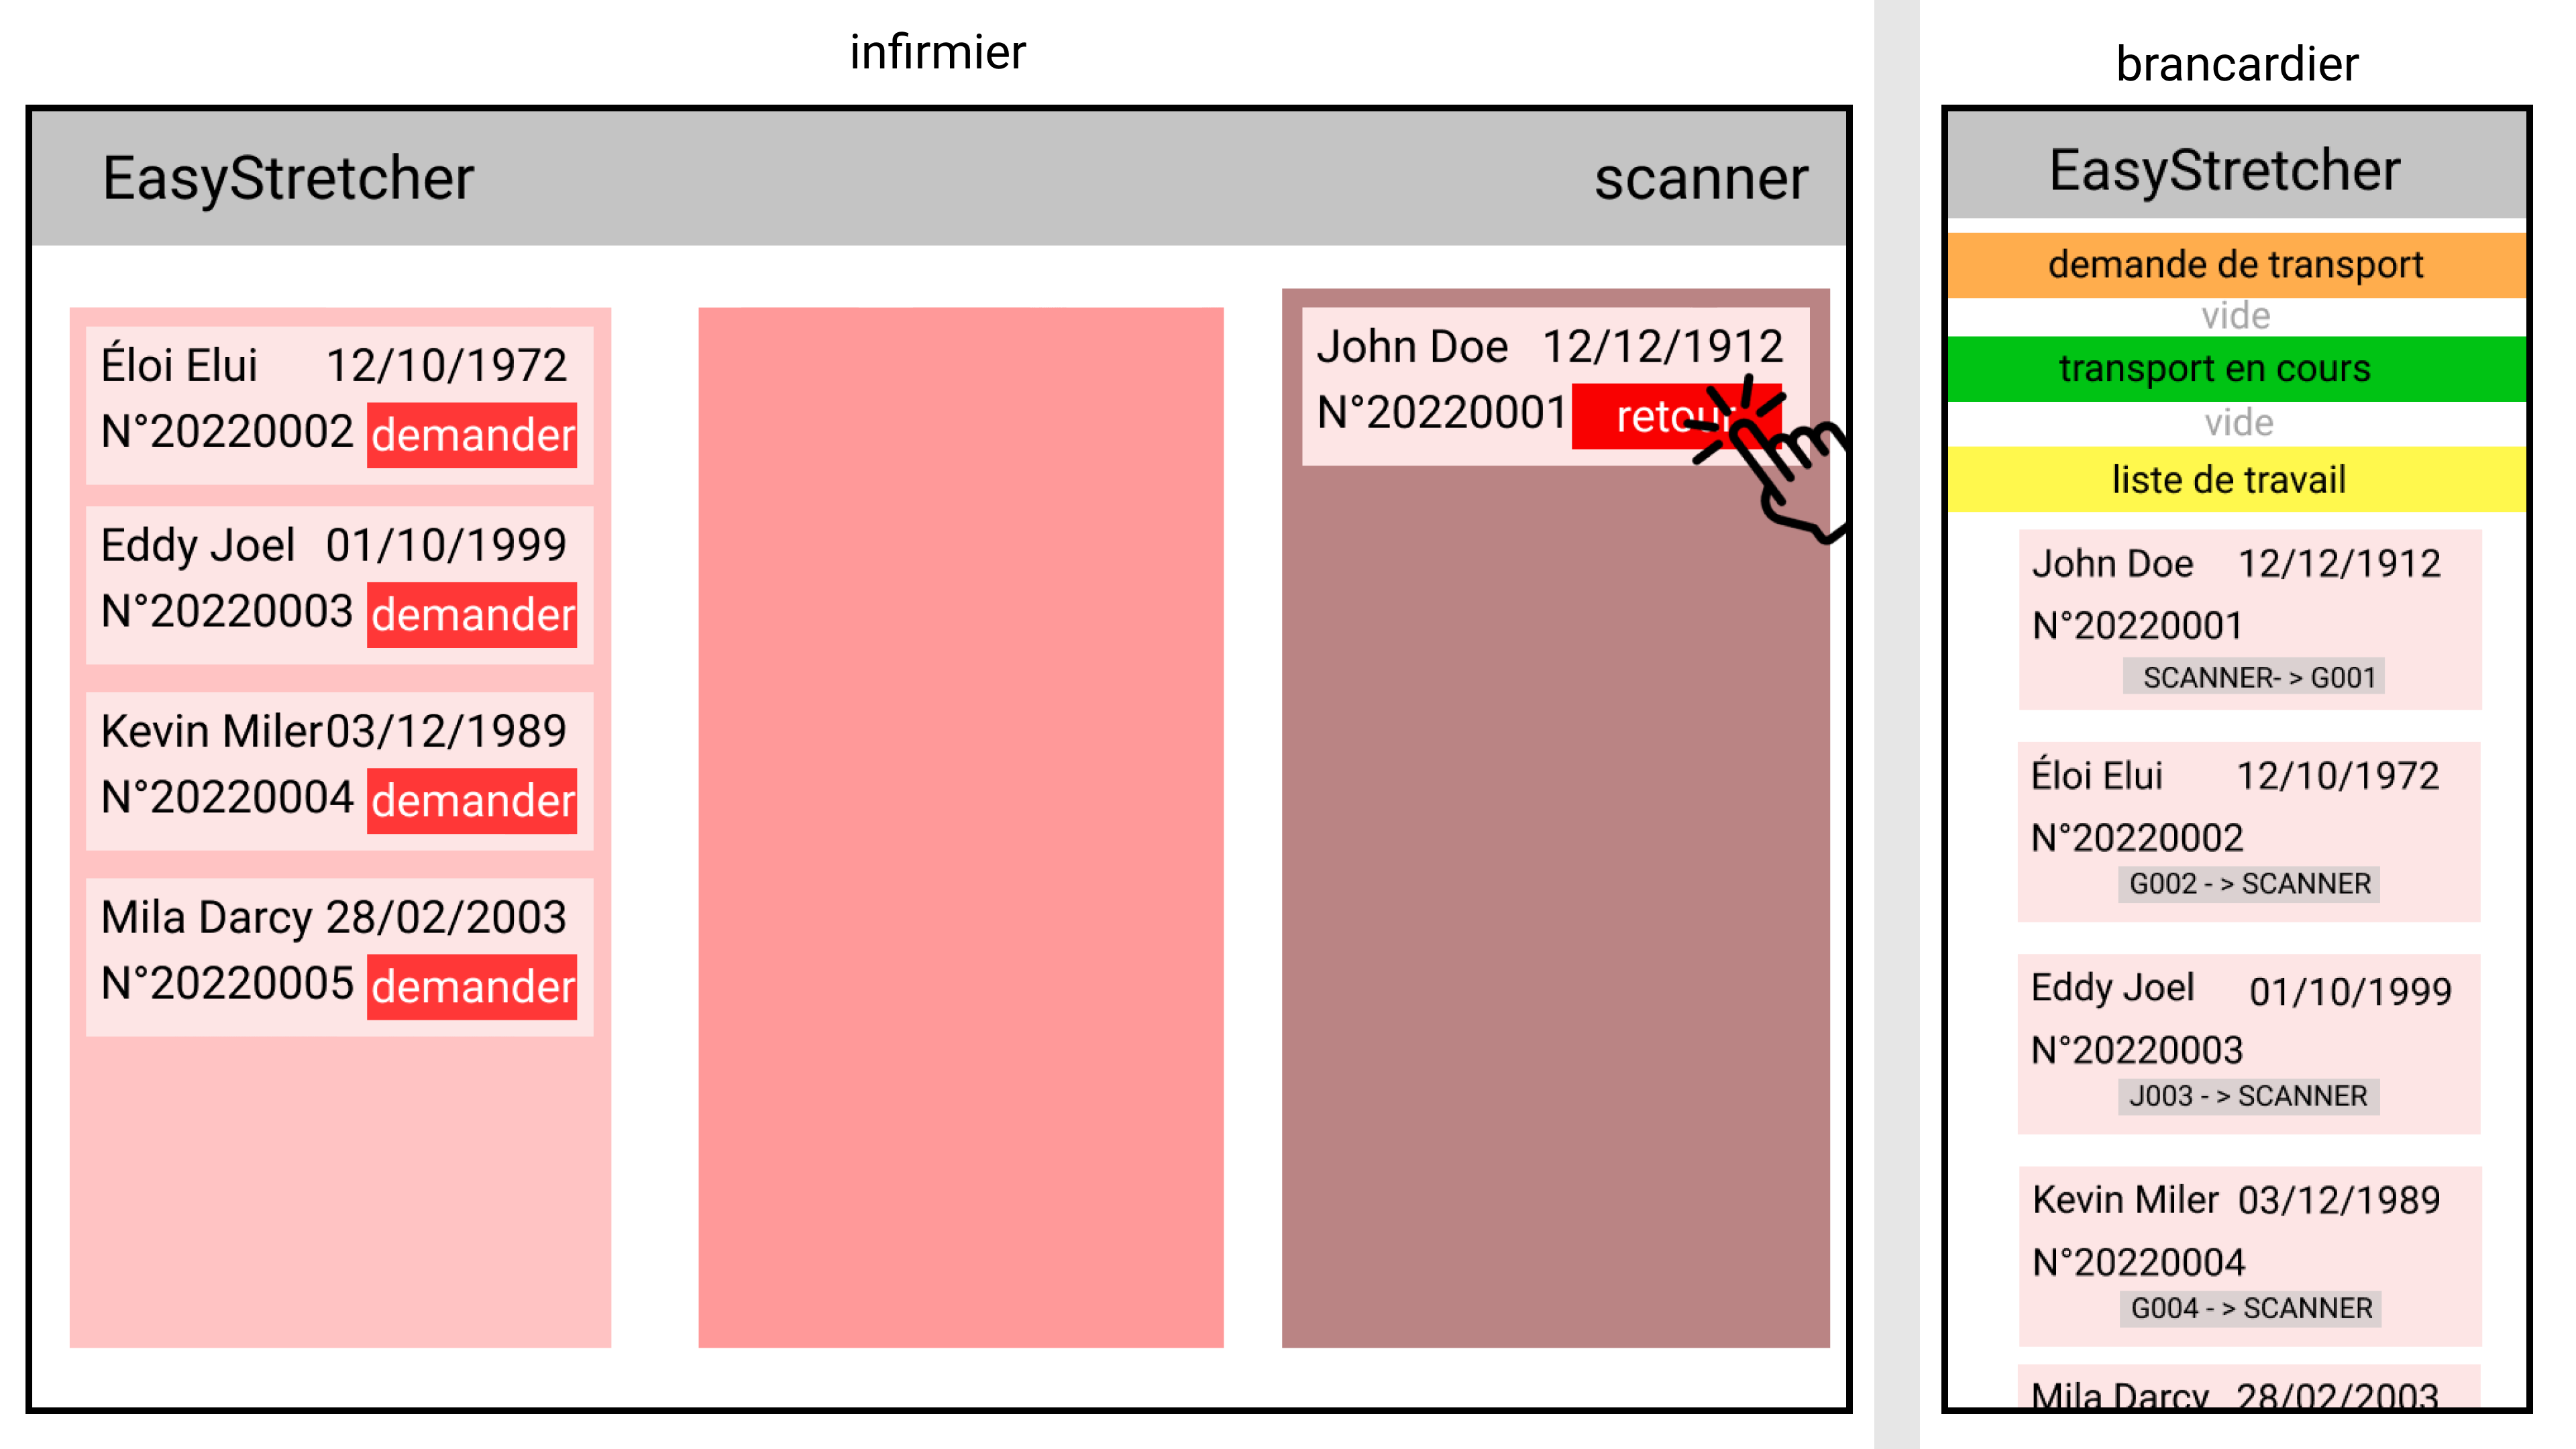 infirmier
EasyStretcher
scanner
Éloi Elui 12/10/1972
N°20220002 demander
Eddy Joel 01/10/1999
N°20220003 demander
Kevin Miler 03/12/1989
N°20220004 demander
Mila Darcy 28/02/2003
N°20220005 demander
John Doe 12/12/1912
N°20220001 retour
brancardier
EasyStretcher
demande de transport
vide
transport en cours
vide
liste de travail
John Doe 12/12/1912
N°20220001
SCANNER- > G001
Éloi Elui 12/10/1972
N°20220002
G002 - > SCANNER
Eddy Joel 01/10/1999
N°20220003
J003 - > SCANNER
Kevin Miler 03/12/1989
N°20220004
G004 - > SCANNER
Mila Darcy 28/02/2003